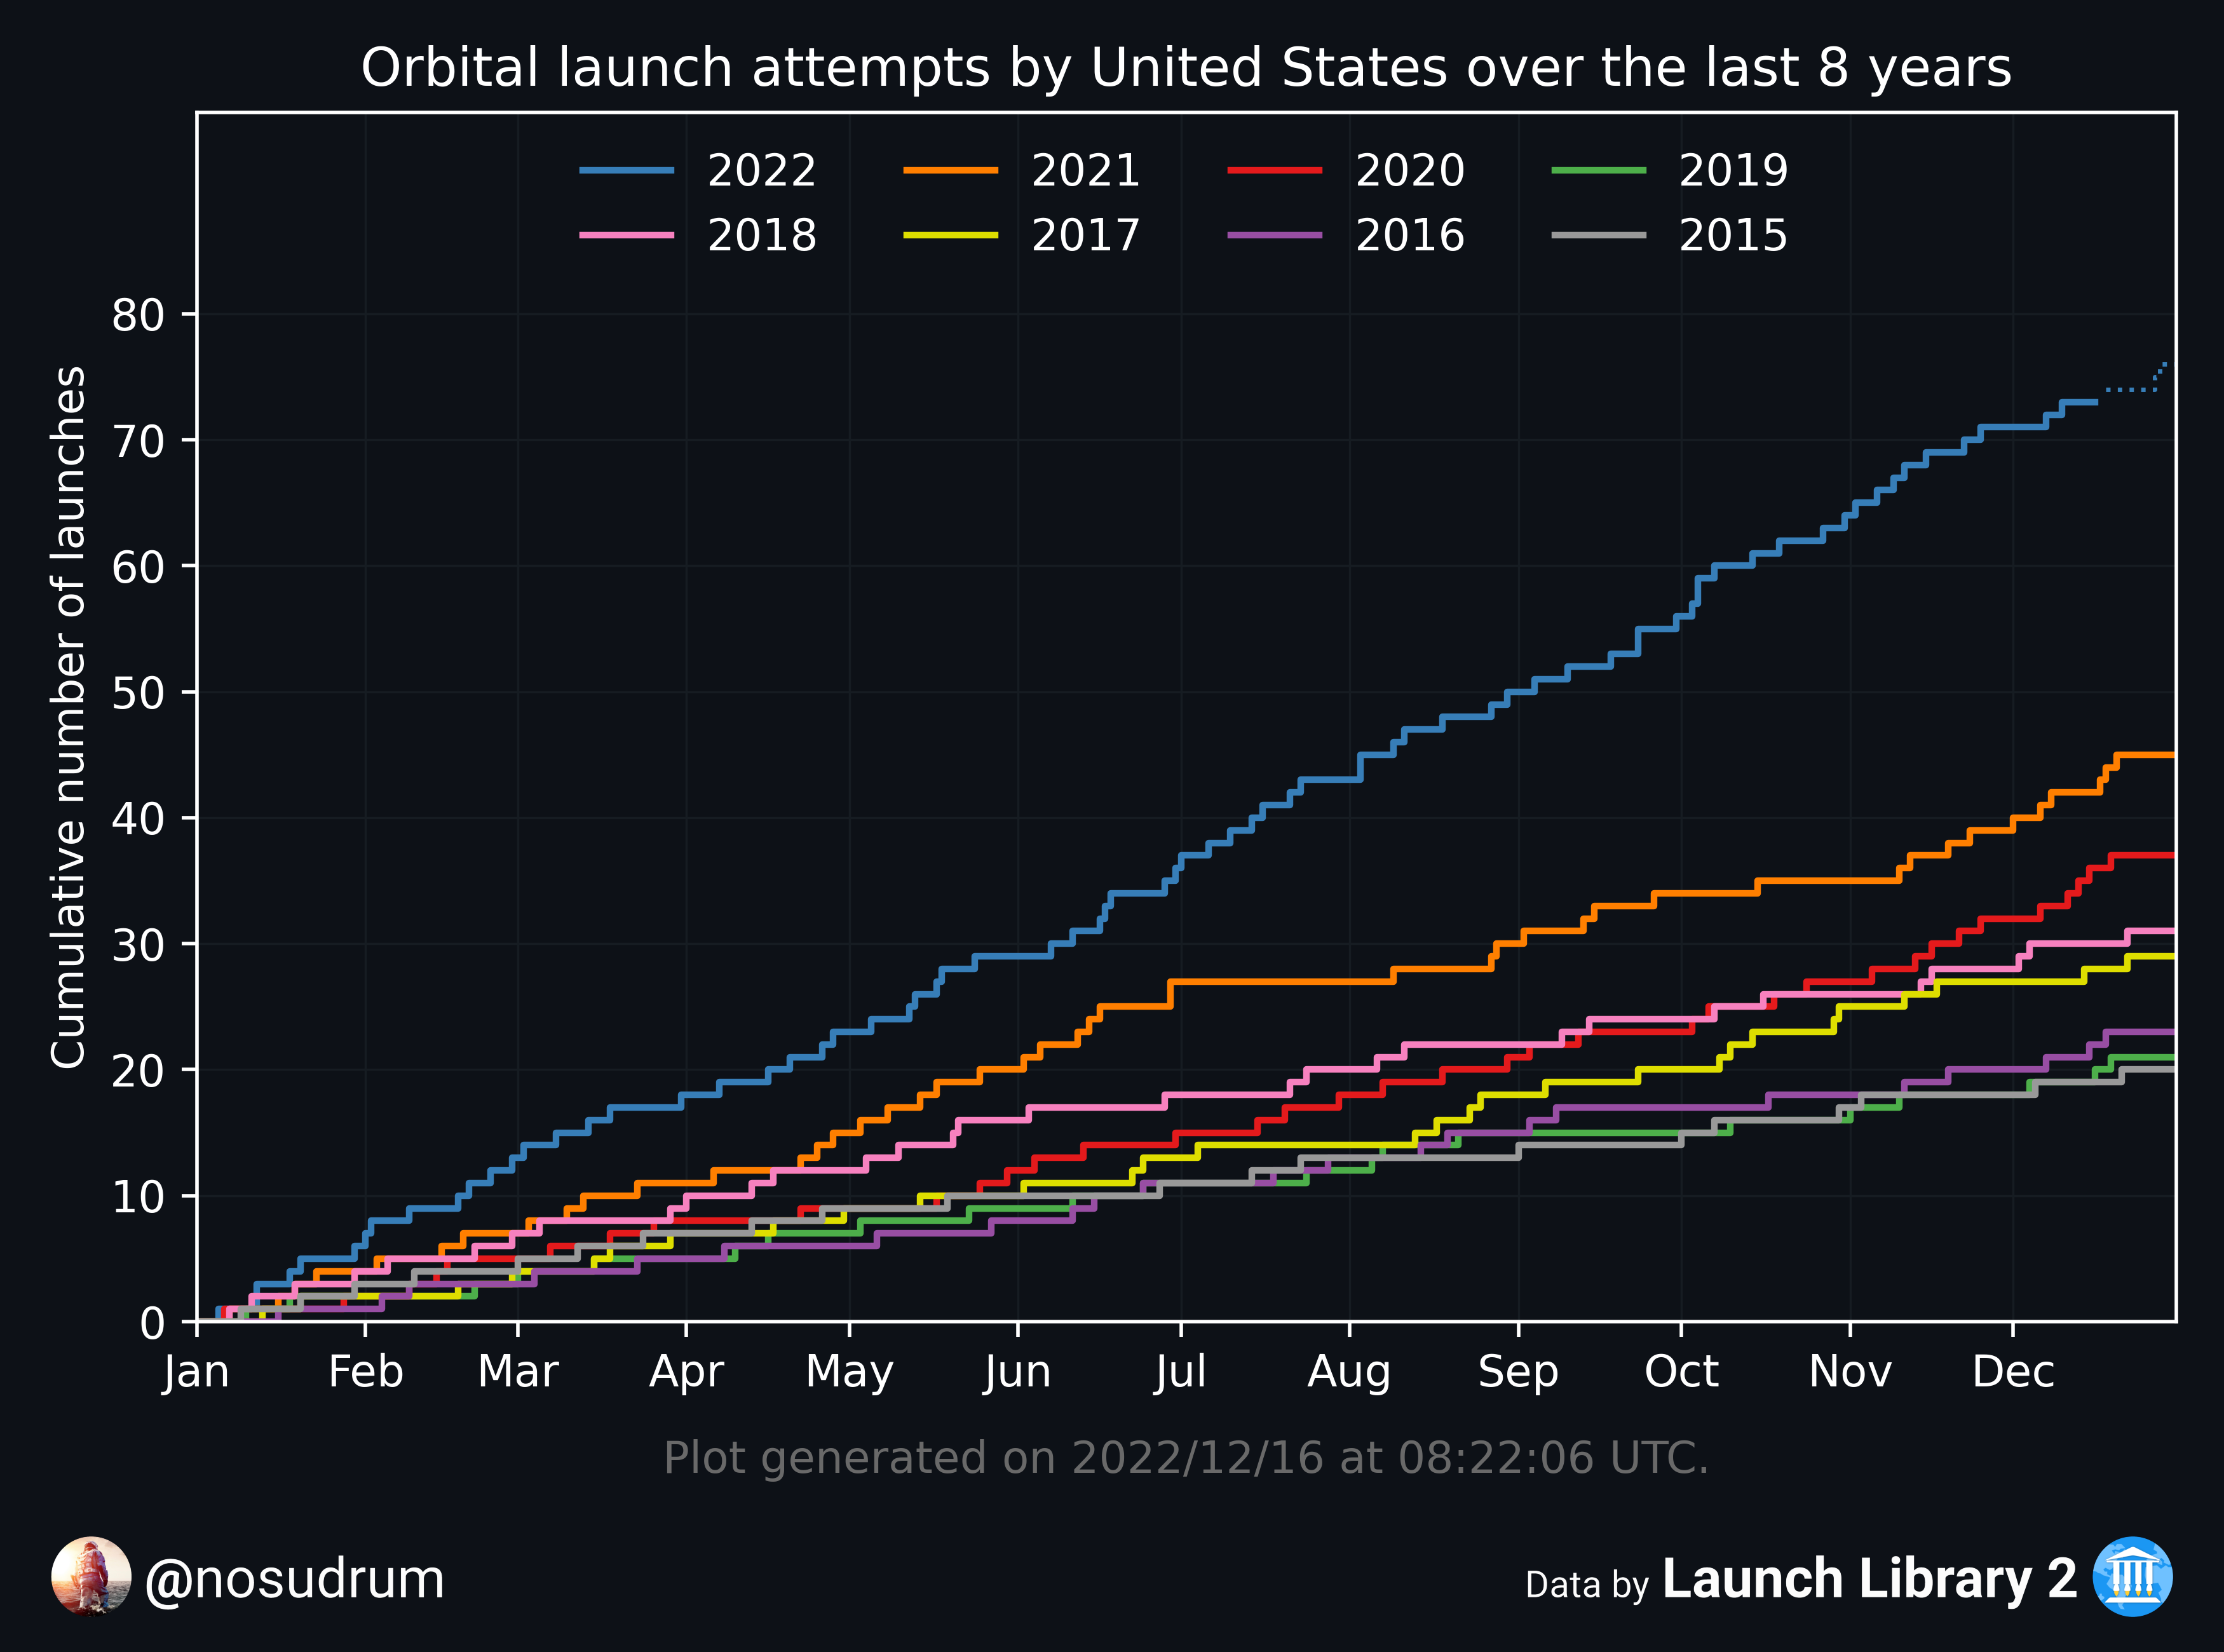 Orbital launch attempts by United States over the last 8 years
2022 2021 2020 2019
2018 2017 2016 2015
Cumulative number of launches
80
70
60
50
40
30
20
10
0
Jan Feb Mar Apr May Jun Jul Aug Sep Oct Nov Dec
Plot generated on 2022/12/16 at 08:22:06 UTC.
@nosudrum
Data by Launch Library 2